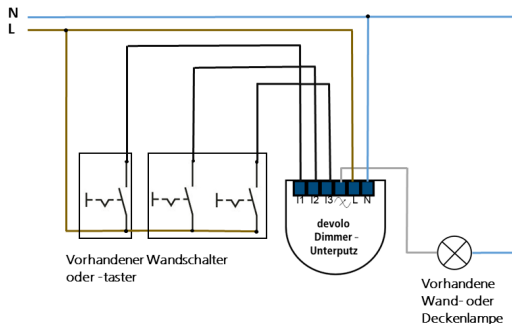 N
L
I1 I2 I3 L N
devolo
Dimmer -
Unterputz
Vorhandener Wandschalter
oder -taster
Vorhandene
Wand- oder
Deckenlampe